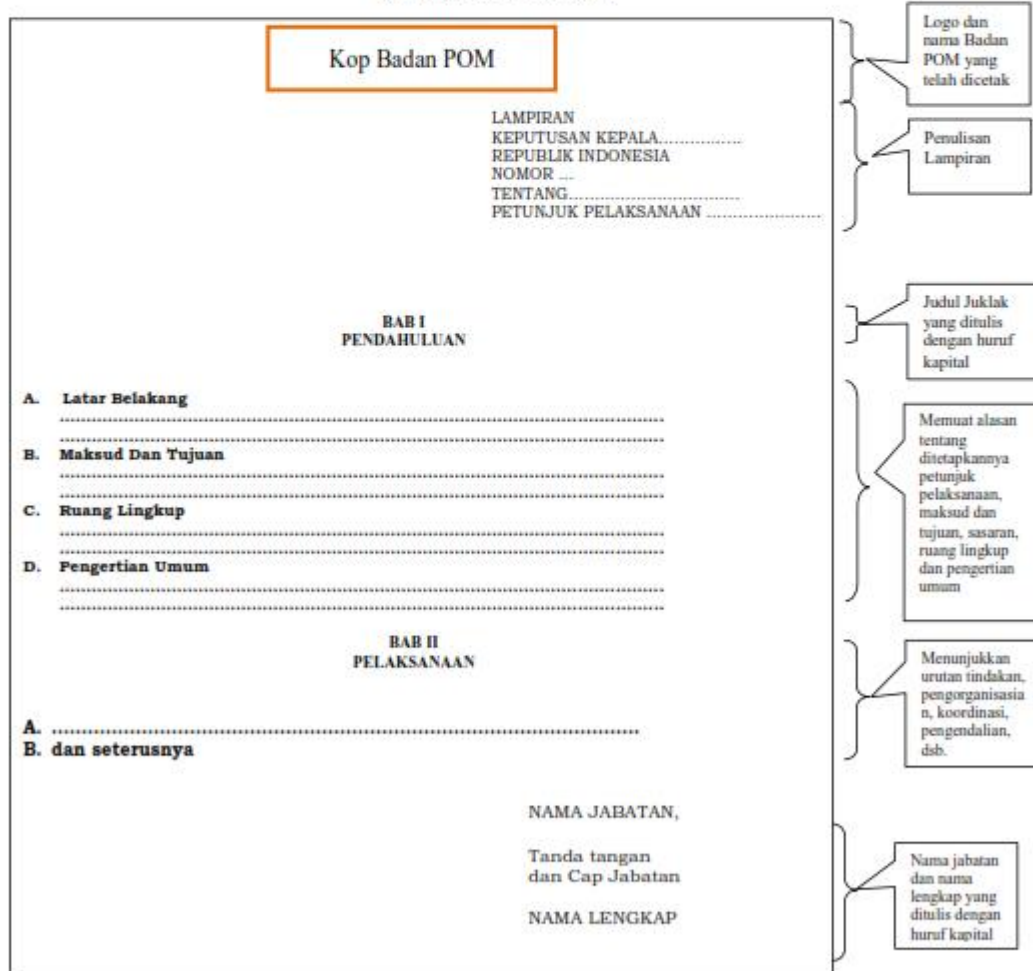 Kop Badan POM
LAMPIRAN
KEPUTUSAN KEPALA.................
REPUBLIK INDONESIA
NOMOR ...
TENTANG...................................
PETUNJUK PELAKSANAAN ........................
BAB I
PENDAHULUAN
A. Latar Belakang
........................................
........................................
B. Maksud Dan Tujuan
........................................
........................................
C. Ruang Lingkup
........................................
........................................
D. Pengertian Umum
........................................
........................................
BAB II
PELAKSANAAN
A. ........................................
B. dan seterusnya
NAMA JABATAN,
Tanda tangan
dan Cap Jabatan
NAMA LENGKAP
Logo dan
nama Badan
POM yang
telah dicetak
Penulisan
Lampiran
Judul Juklak
yang ditulis
dengan huruf
kapital
Memuat alasan
tentang
ditetapkannya
petunjuk
pelaksanaan,
maksud dan
tujuan, sasaran,
ruang lingkup
dan pengertian
umum
Menunjukkan
urutan tindakan,
pengorganisasia
n, koordinasi,
pengendalian,
dsb.
Nama jabatan
dan nama
lengkap yang
ditulis dengan
huruf kapital